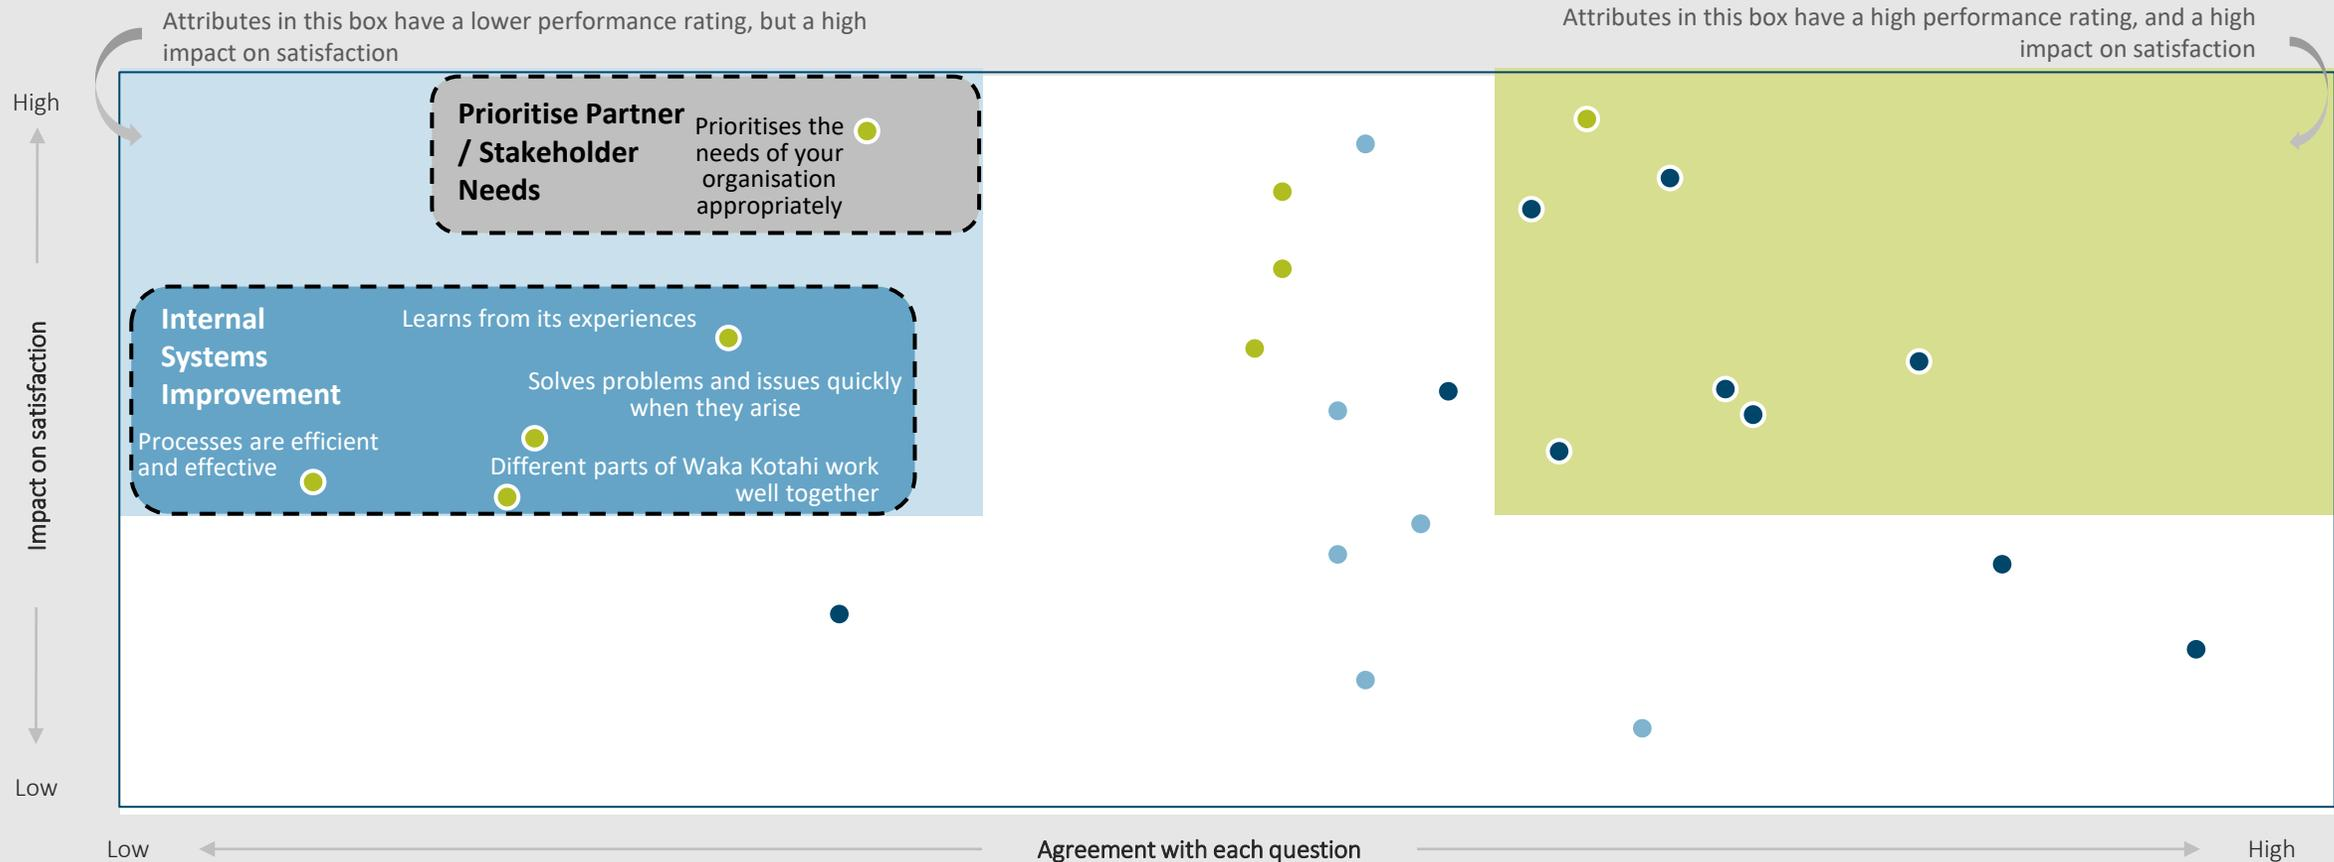 Attributes in this box have a lower performance rating, but a high
impact on satisfaction
Attributes in this box have a high performance rating, and a high
impact on satisfaction
High
Impact on satisfaction
Low
Prioritise Partner
/ Stakeholder
Needs
Prioritises the
needs of your
organisation
appropriately
Internal
Systems
Improvement
Learns from its experiences
Solves problems and issues quickly
when they arise
Processes are efficient
and effective
Different parts of Waka Kotahi work
well together
Low
Agreement with each question
High